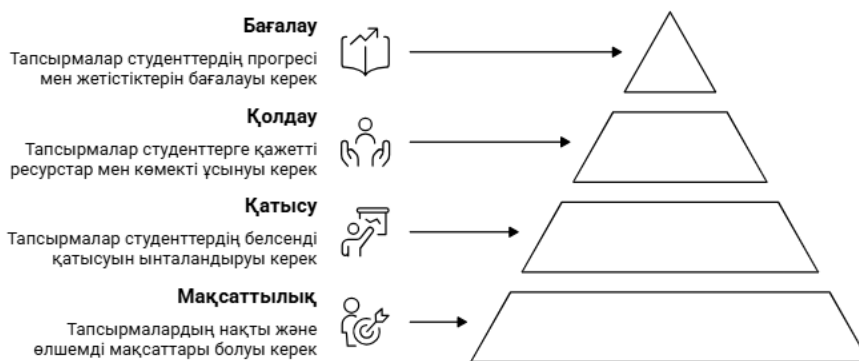 Бағалау
Тапсырмалар студенттердің прогресі
мен жетістіктерін бағалауы керек
Қолдау
Тапсырмалар студенттерге қажетті
ресурстар мен көмекті ұсынуы керек
Қатысу
Тапсырмалар студенттердің белсенді
қатысуын ынталандыруы керек
Мақсаттылық
Тапсырмалардың нақты және
өлшемді мақсаттары болуы керек